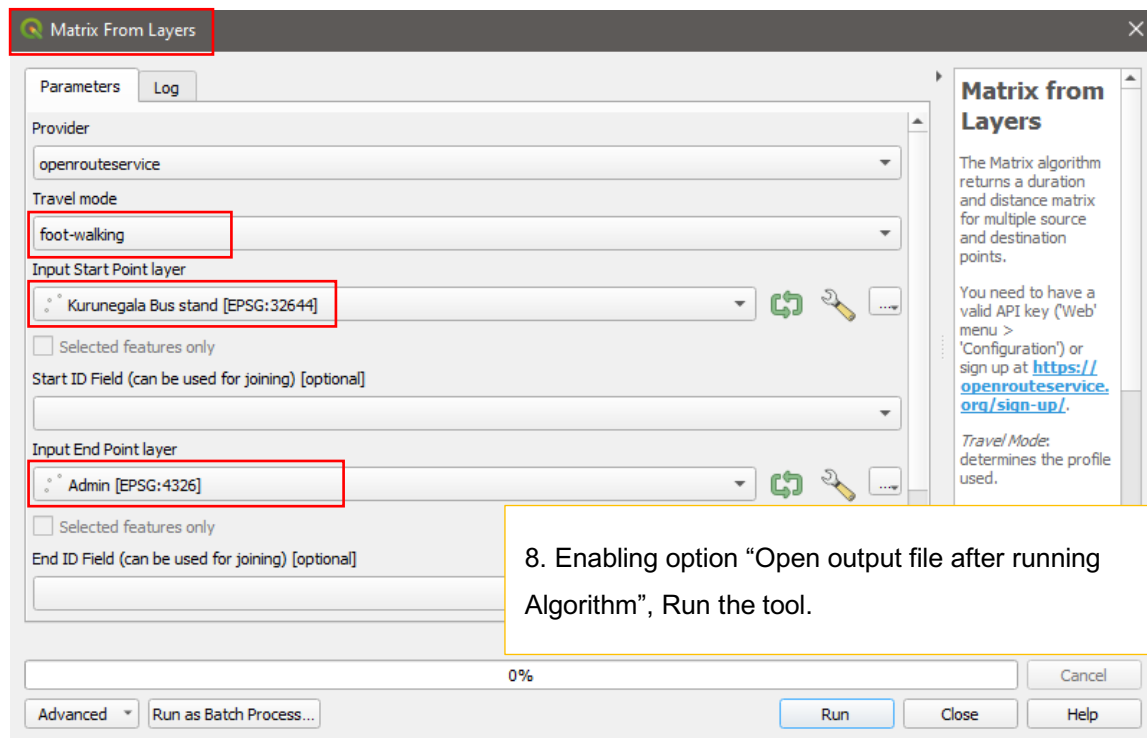 Matrix From Layers
Parameters
Log
Provider
openrouteservice
Travel mode
foot-walking
Input Start Point layer
Kurunegala Bus stand [EPSG:32644]
Selected features only
Start ID Field (can be used for joining) [optional]
Input End Point layer
Admin [EPSG:4326]
Selected features only
End ID Field (can be used for joining) [optional]
Matrix from
Layers
The Matrix algorithm
returns a duration
and distance matrix
for multiple source
and destination
points.
You need to have a
valid API key ('Web'
menu >
'Configuration') or
sign up at https://
openrouteservice.
org/sign-up/.
Travel Mode:
determines the profile
used.
8. Enabling option “Open output file after running
Algorithm”, Run the tool.
0%
Cancel
Advanced
Run as Batch Process...
Run
Close
Help